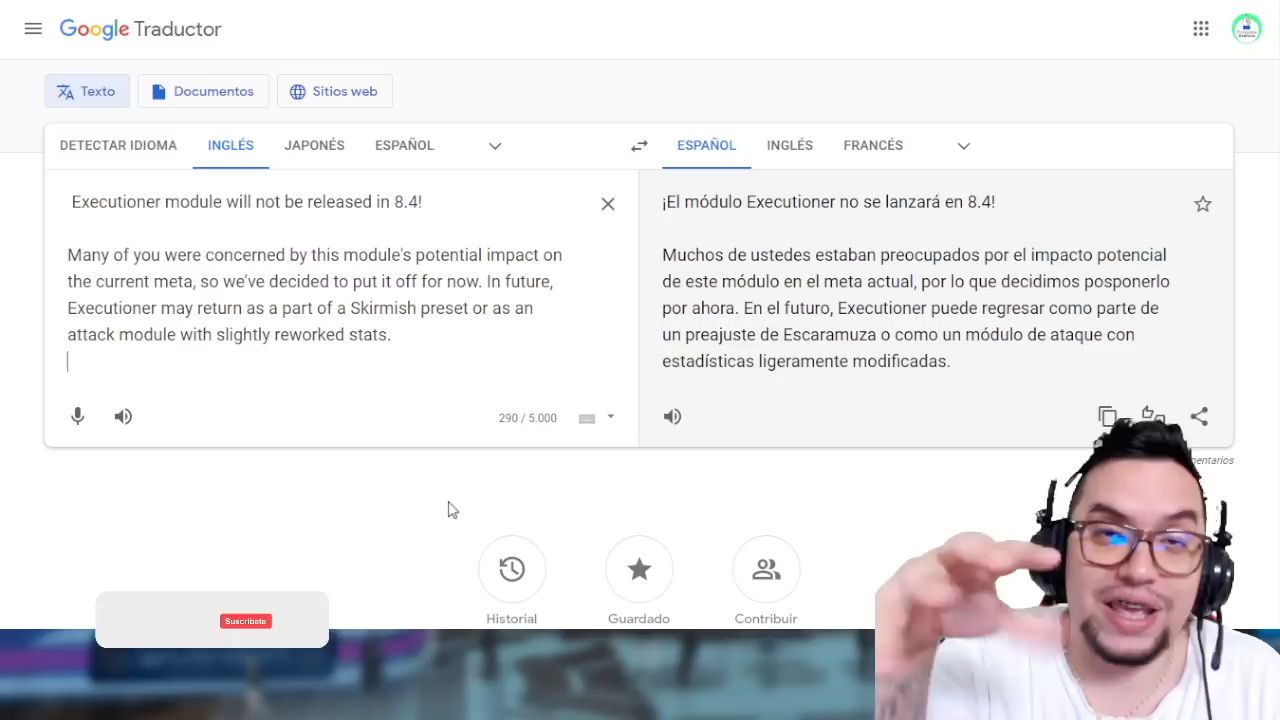 Google Traductor
Texto
Documentos
Sitios web
DETECTAR IDIOMA
INGLÉS
JAPONÉS
ESPAÑOL
ESPAÑOL
INGLÉS
FRANCÉS
Executioner module will not be released in 8.4!
Many of you were concerned by this module's potential impact on
the current meta, so we've decided to put it off for now. In future,
Executioner may return as a part of a Skirmish preset or as an
attack module with slightly reworked stats.
290 / 5.000
¡El módulo Executioner no se lanzará en 8.4!
Muchos de ustedes estaban preocupados por el impacto potencial
de este módulo en el meta actual, por lo que decidimos posponerlo
por ahora. En el futuro, Executioner puede regresar como parte de
un preajuste de Escaramuza o como un módulo de ataque con
estadísticas ligeramente modificadas.
Historial
Guardado
Contribuir
Suscríbete